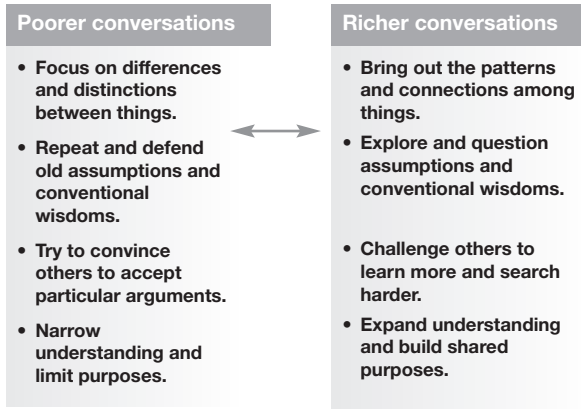 Poorer conversations
• Focus on differences
and distinctions
between things.
• Repeat and defend
old assumptions and
conventional
wisdoms.
• Try to convince
others to accept
particular arguments.
• Narrow
understanding and
limit purposes.
Richer conversations
• Bring out the patterns
and connections among
things.
• Explore and question
assumptions and
conventional wisdoms.
• Challenge others to
learn more and search
harder.
• Expand understanding
and build shared
purposes.